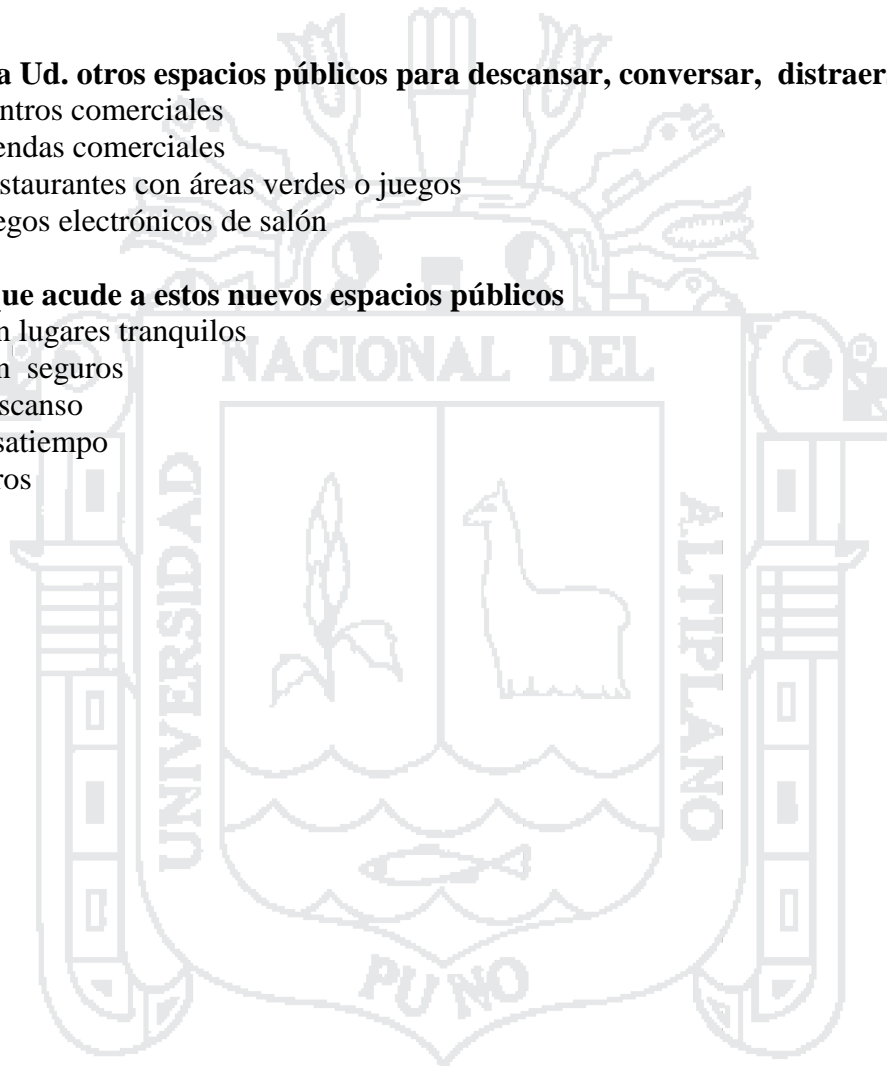 a Ud. otros espacios públicos para descansar, conversar,  distraer
ntros comerciales
endas comerciales
staurantes con áreas verdes o juegos
egos electrónicos de salón
que acude a estos nuevos espacios públicos
n lugares tranquilos
n  seguros
scanso
satiempo
ros
NACIONAL DEL
UNIVERSIDAD
ALTIPLANO
PUNO